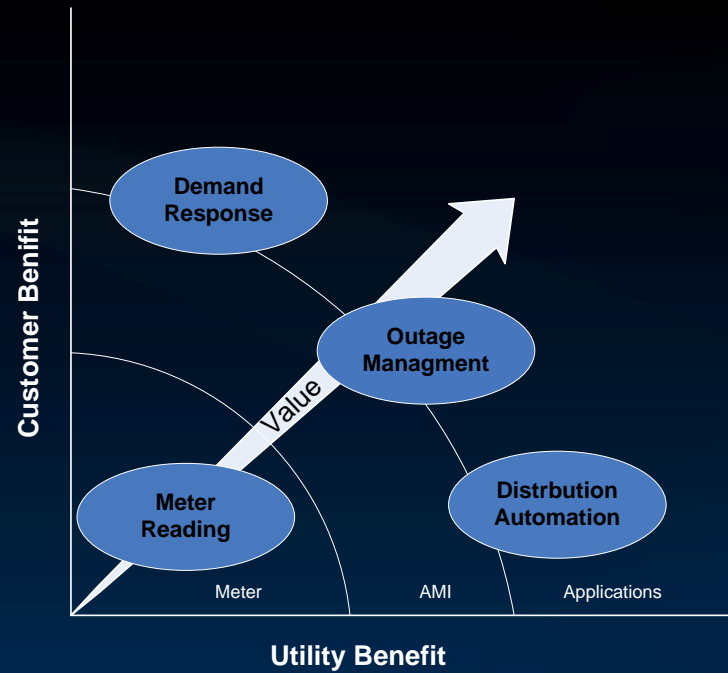 Customer Benifit
Demand
Response
Outage
Managment
Value
Meter
Reading
Distrbution
Automation
Meter
AMI
Applications
Utility Benefit